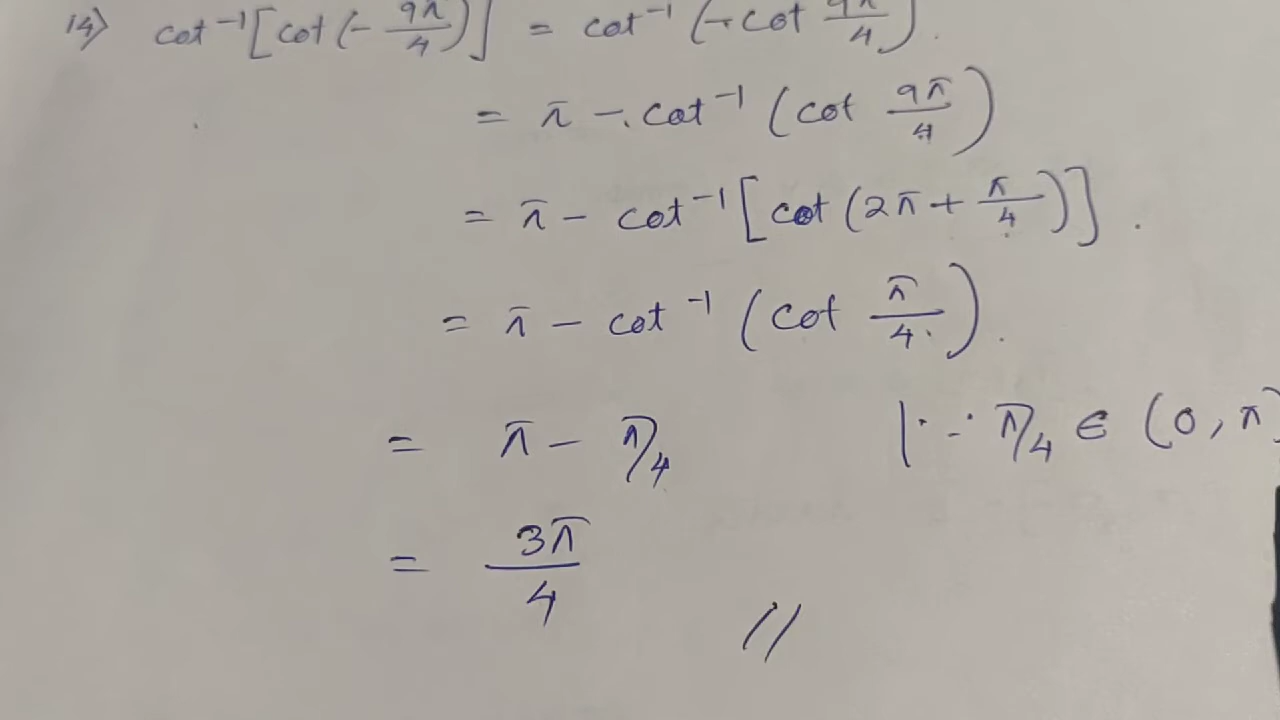 14) cot⁻¹[cot(-9π/4)] = cot⁻¹(-cot 9π/4).
= π - cot⁻¹(cot 9π/4)
= π - cot⁻¹[cot(2π + π/4)].
= π - cot⁻¹(cot π/4).
= π - π/4 | ∵ π/4 ∈ (0, π)
= 3π/4 //